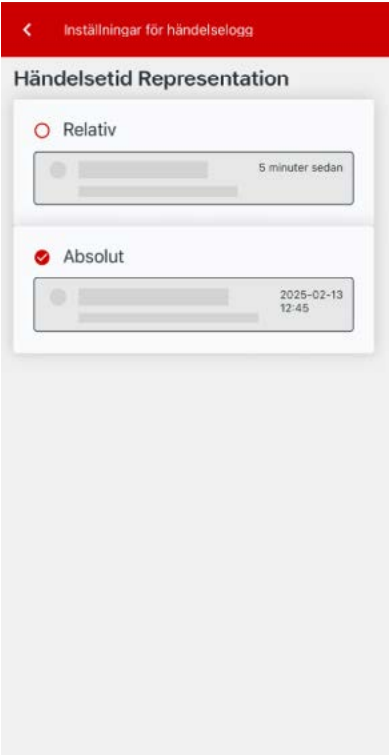 Inställningar för händelselogg
Händelsetid Representation
Relativ
5 minuter sedan
Absolut
2025-02-13
12:45